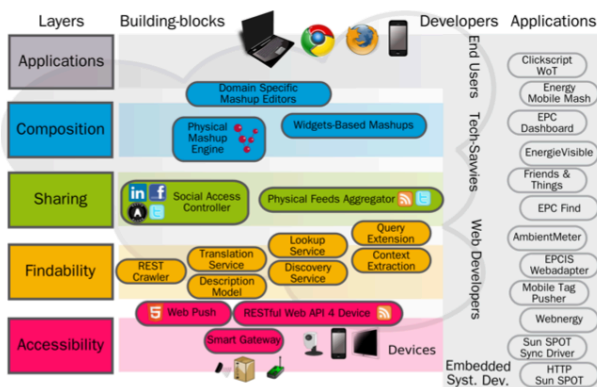 Layers
Building-blocks
Developers
Applications
Applications
End Users
Clickscript
WoT
Energy
Mobile Mash
Domain Specific
Mashup Editors
Composition
Physical
Mashup
Engine
Widgets-Based Mashups
Tech-Savvies
EPC
Dashboard
EnergieVisible
Sharing
in
f
Social Access
Controller
A
Physical Feeds Aggregator
Friends &
Things
EPC Find
Findability
REST
Crawler
Translation
Service
Description
Model
Lookup
Service
Discovery
Service
Query
Extension
Context
Extraction
Web Developers
AmbientMeter
EPCIS
Webadapter
Mobile Tag
Pusher
Accessibility
5
Web Push
RESTful Web API 4 Device
Smart Gateway
Devices
Webnergy
Sun SPOT
Sync Driver
Embedded
Syst. Dev.
HTTP
Sun SPOT